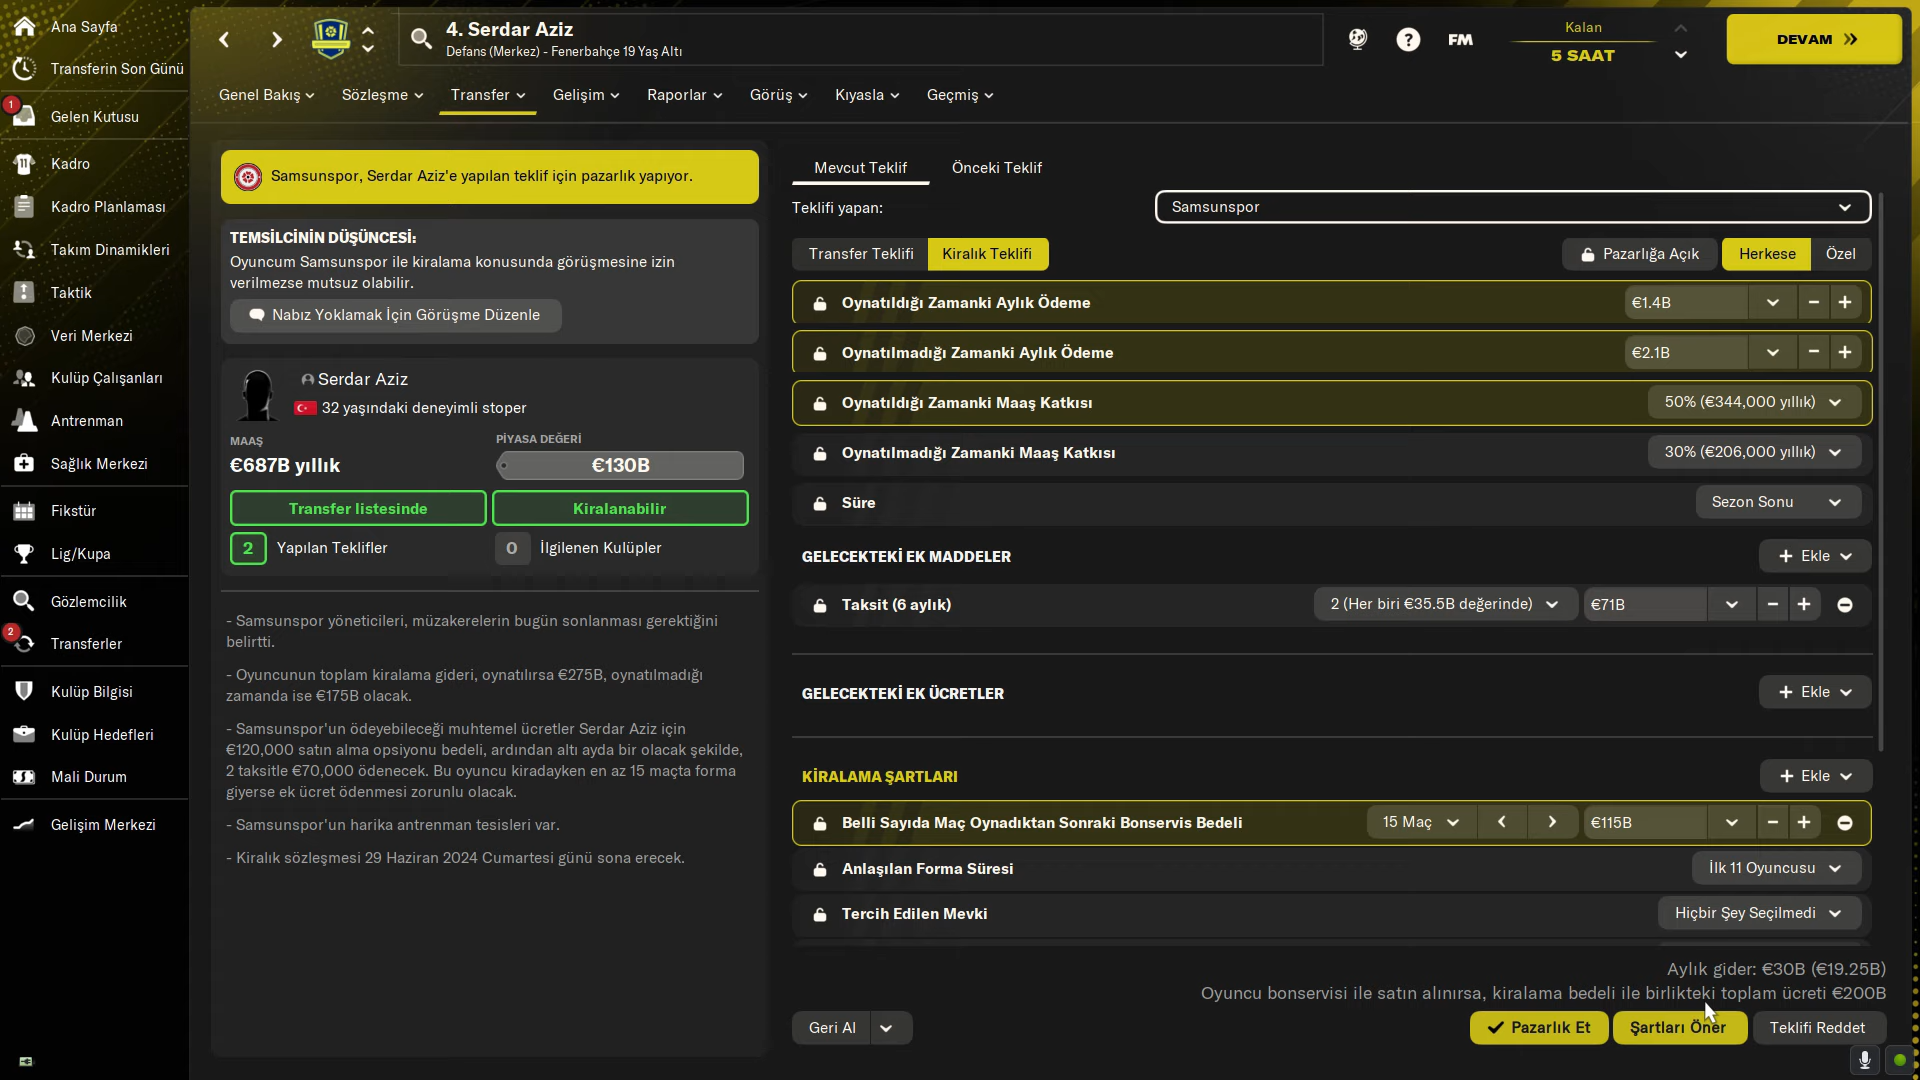 Ana Sayfa
Transferin Son Günü
1
Gelen Kutusu
Kadro
Kadro Planlaması
Takım Dinamikleri
Taktik
Veri Merkezi
Kulüp Çalışanları
Antrenman
Sağlık Merkezi
Fikstür
Lig/Kupa
Gözlemcilik
2
Transferler
Kulüp Bilgisi
Kulüp Hedefleri
Mali Durum
Gelişim Merkezi
4. Serdar Aziz
Defans (Merkez) - Fenerbahçe 19 Yaş Altı
FM
Kalan
5 SAAT
DEVAM
Genel Bakış Sözleşme Transfer Gelişim Raporlar Görüş Kıyasla Geçmiş
Samsunspor, Serdar Aziz'e yapılan teklif için pazarlık yapıyor.
TEMSİLCİNİN DÜŞÜNCESİ:
Oyuncum Samsunspor ile kiralama konusunda görüşmesine izin
verilmezse mutsuz olabilir.
Nabız Yoklamak İçin Görüşme Düzenle
Serdar Aziz
32 yaşındaki deneyimli stoper
MAAŞ
PİYASA DEĞERİ
€687B yıllık
€130B
Transfer listesinde
Kiralanabilir
2 Yapılan Teklifler
0 İlgilenen Kulüpler
- Samsunspor yöneticileri, müzakerelerin bugün sonlanması gerektiğini
belirtti.
- Oyuncunun toplam kiralama gideri, oynatılırsa €275B, oynatılmadığı
zamanda ise €175B olacak.
- Samsunspor'un ödeyebileceği muhtemel ücretler Serdar Aziz için
€120,000 satın alma opsiyonu bedeli, ardından altı ayda bir olacak şekilde,
2 taksitle €70,000 ödenecek. Bu oyuncu kiradayken en az 15 maçta forma
giyerse ek ücret ödenmesi zorunlu olacak.
- Samsunspor'un harika antrenman tesisleri var.
- Kiralık sözleşmesi 29 Haziran 2024 Cumartesi günü sona erecek.
Mevcut Teklif Önceki Teklif
Teklifi yapan: Samsunspor
Transfer Teklifi Kiralık Teklifi Pazarlığa Açık Herkese Özel
Oynatıldığı Zamanki Aylık Ödeme €1.4B
Oynatılmadığı Zamanki Aylık Ödeme €2.1B
Oynatıldığı Zamanki Maaş Katkısı 50% (€344,000 yıllık)
Oynatılmadığı Zamanki Maaş Katkısı 30% (€206,000 yıllık)
Süre Sezon Sonu
GELECEKTEKİ EK MADDELER + Ekle
Taksit (6 aylık) 2 (Her biri €35.5B değerinde) €71B
GELECEKTEKİ EK ÜCRETLER + Ekle
KİRALAMA ŞARTLARI + Ekle
Belli Sayıda Maç Oynadıktan Sonraki Bonservis Bedeli 15 Maç €115B
Anlaşılan Forma Süresi İlk 11 Oyuncusu
Tercih Edilen Mevki Hiçbir Şey Seçilmedi
Aylık gider: €30B (€19.25B)
Oyuncu bonservisi ile satın alınırsa, kiralama bedeli ile birlikteki toplam ücreti €200B
Geri Al Pazarlık Et Şartları Öner Teklifi Reddet